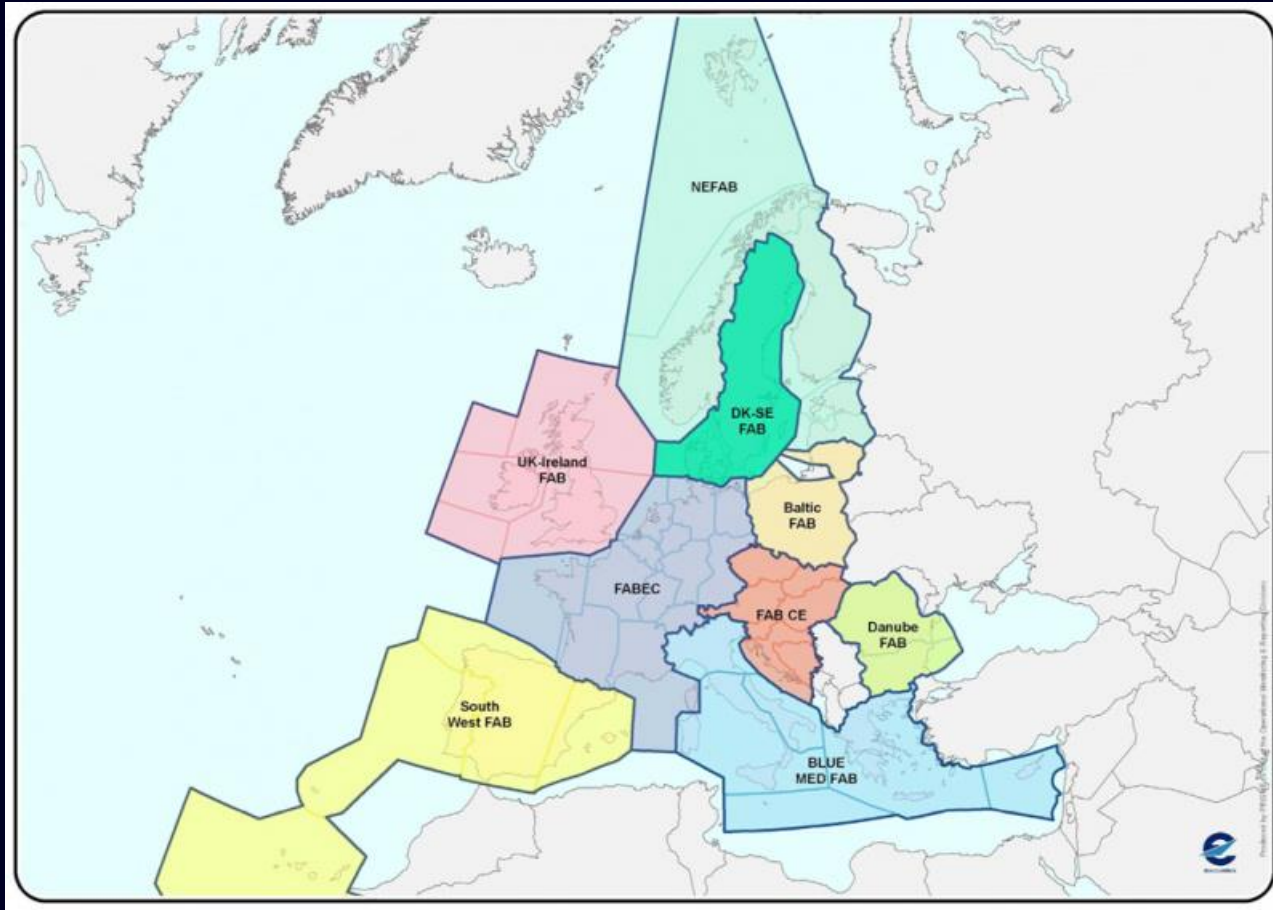 NEFAB
DK-SE
FAB
UK-Ireland
FAB
Baltic
FAB
FABEC
FAB CE
Danube
FAB
South
West FAB
BLUE
MED FAB
EUROCONTROL